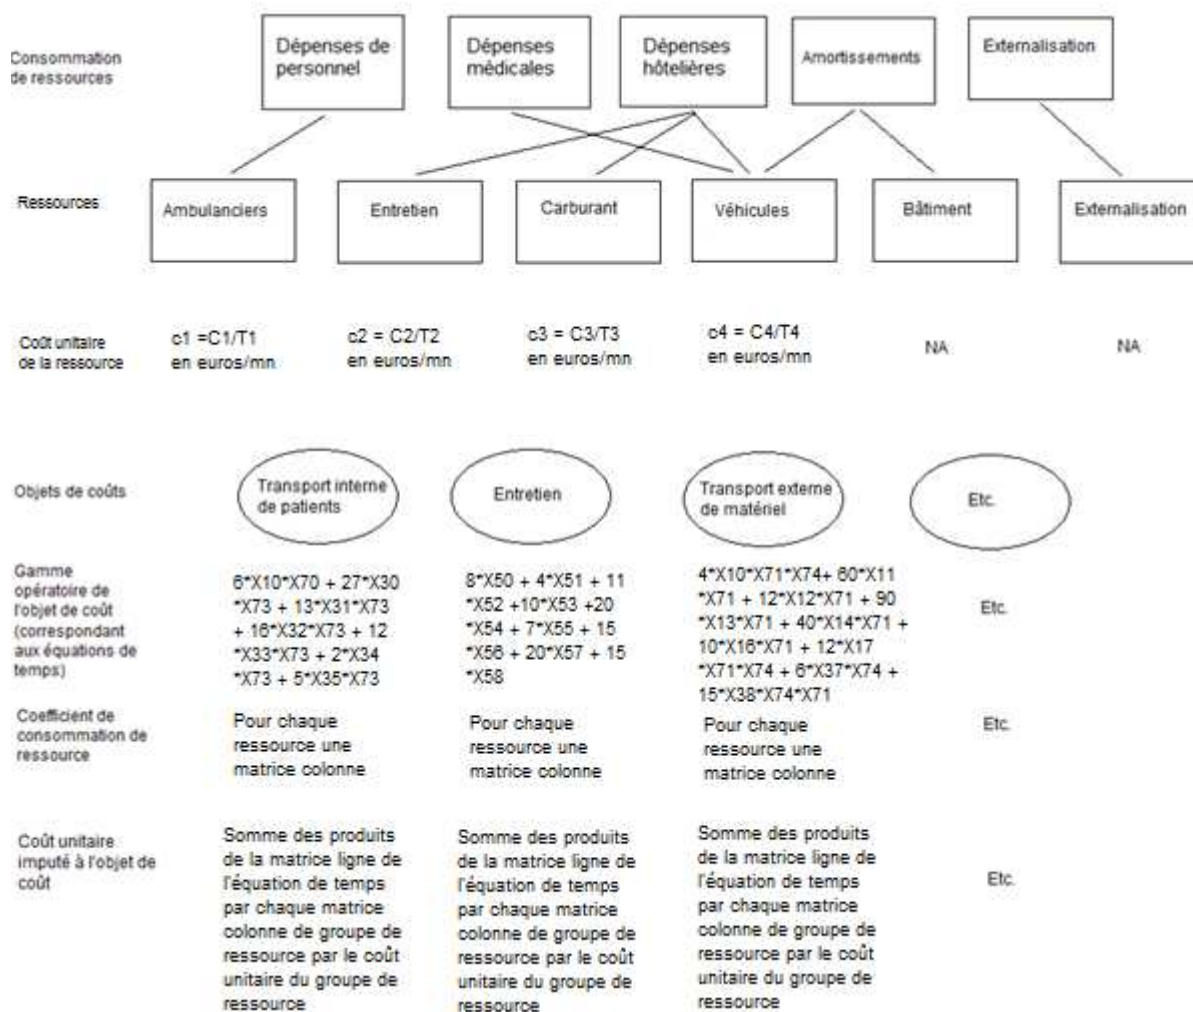 Consommation
de ressources
Dépenses de
personnel
Dépenses
médicales
Dépenses
hôtelières
Amortissements
Externalisation
Ressources
Ambulanciers
Entretien
Carburant
Véhicules
Bâtiment
Externalisation
Coût unitaire
de la ressource
c1 =C1/T1
en euros/mn
c2 = C2/T2
en euros/mn
c3 = C3/T3
en euros/mn
c4 = C4/T4
en euros/mn
NA
NA
Objets de coûts
Transport interne
de patients
Entretien
Transport externe
de matériel
Etc.
Gamme
opératoire de
l'objet de coût
(correspondant
aux équations de
temps)
6*X10*X70 + 27*X30
*X73 + 13*X31*X73
+ 16*X32*X73 + 12
*X33*X73 + 2*X34
*X73 + 5*X35*X73
8*X50 + 4*X51 + 11
*X52 +10*X53 +20
*X54 + 7*X55 + 15
*X56 + 20*X57 + 15
*X58
4*X10*X71*X74+ 60*X11
*X71 + 12*X12*X71 + 90
*X13*X71 + 40*X14*X71 +
10*X16*X71 + 12*X17
*X71*X74 + 6*X37*X74 +
15*X38*X74*X71
Etc.
Coefficient de
consommation de
ressource
Pour chaque
ressource une
matrice colonne
Pour chaque
ressource une
matrice colonne
Pour chaque
ressource une
matrice colonne
Etc.
Coût unitaire
imputé à l'objet de
coût
Somme des produits
de la matrice ligne de
l'équation de temps
par chaque matrice
colonne de groupe de
ressource par le coût
unitaire du groupe de
ressource
Somme des produits
de la matrice ligne de
l'équation de temps
par chaque matrice
colonne de groupe de
ressource par le coût
unitaire du groupe de
ressource
Somme des produits
de la matrice ligne de
l'équation de temps
par chaque matrice
colonne de groupe de
ressource par le coût
unitaire du groupe de
ressource
Etc.